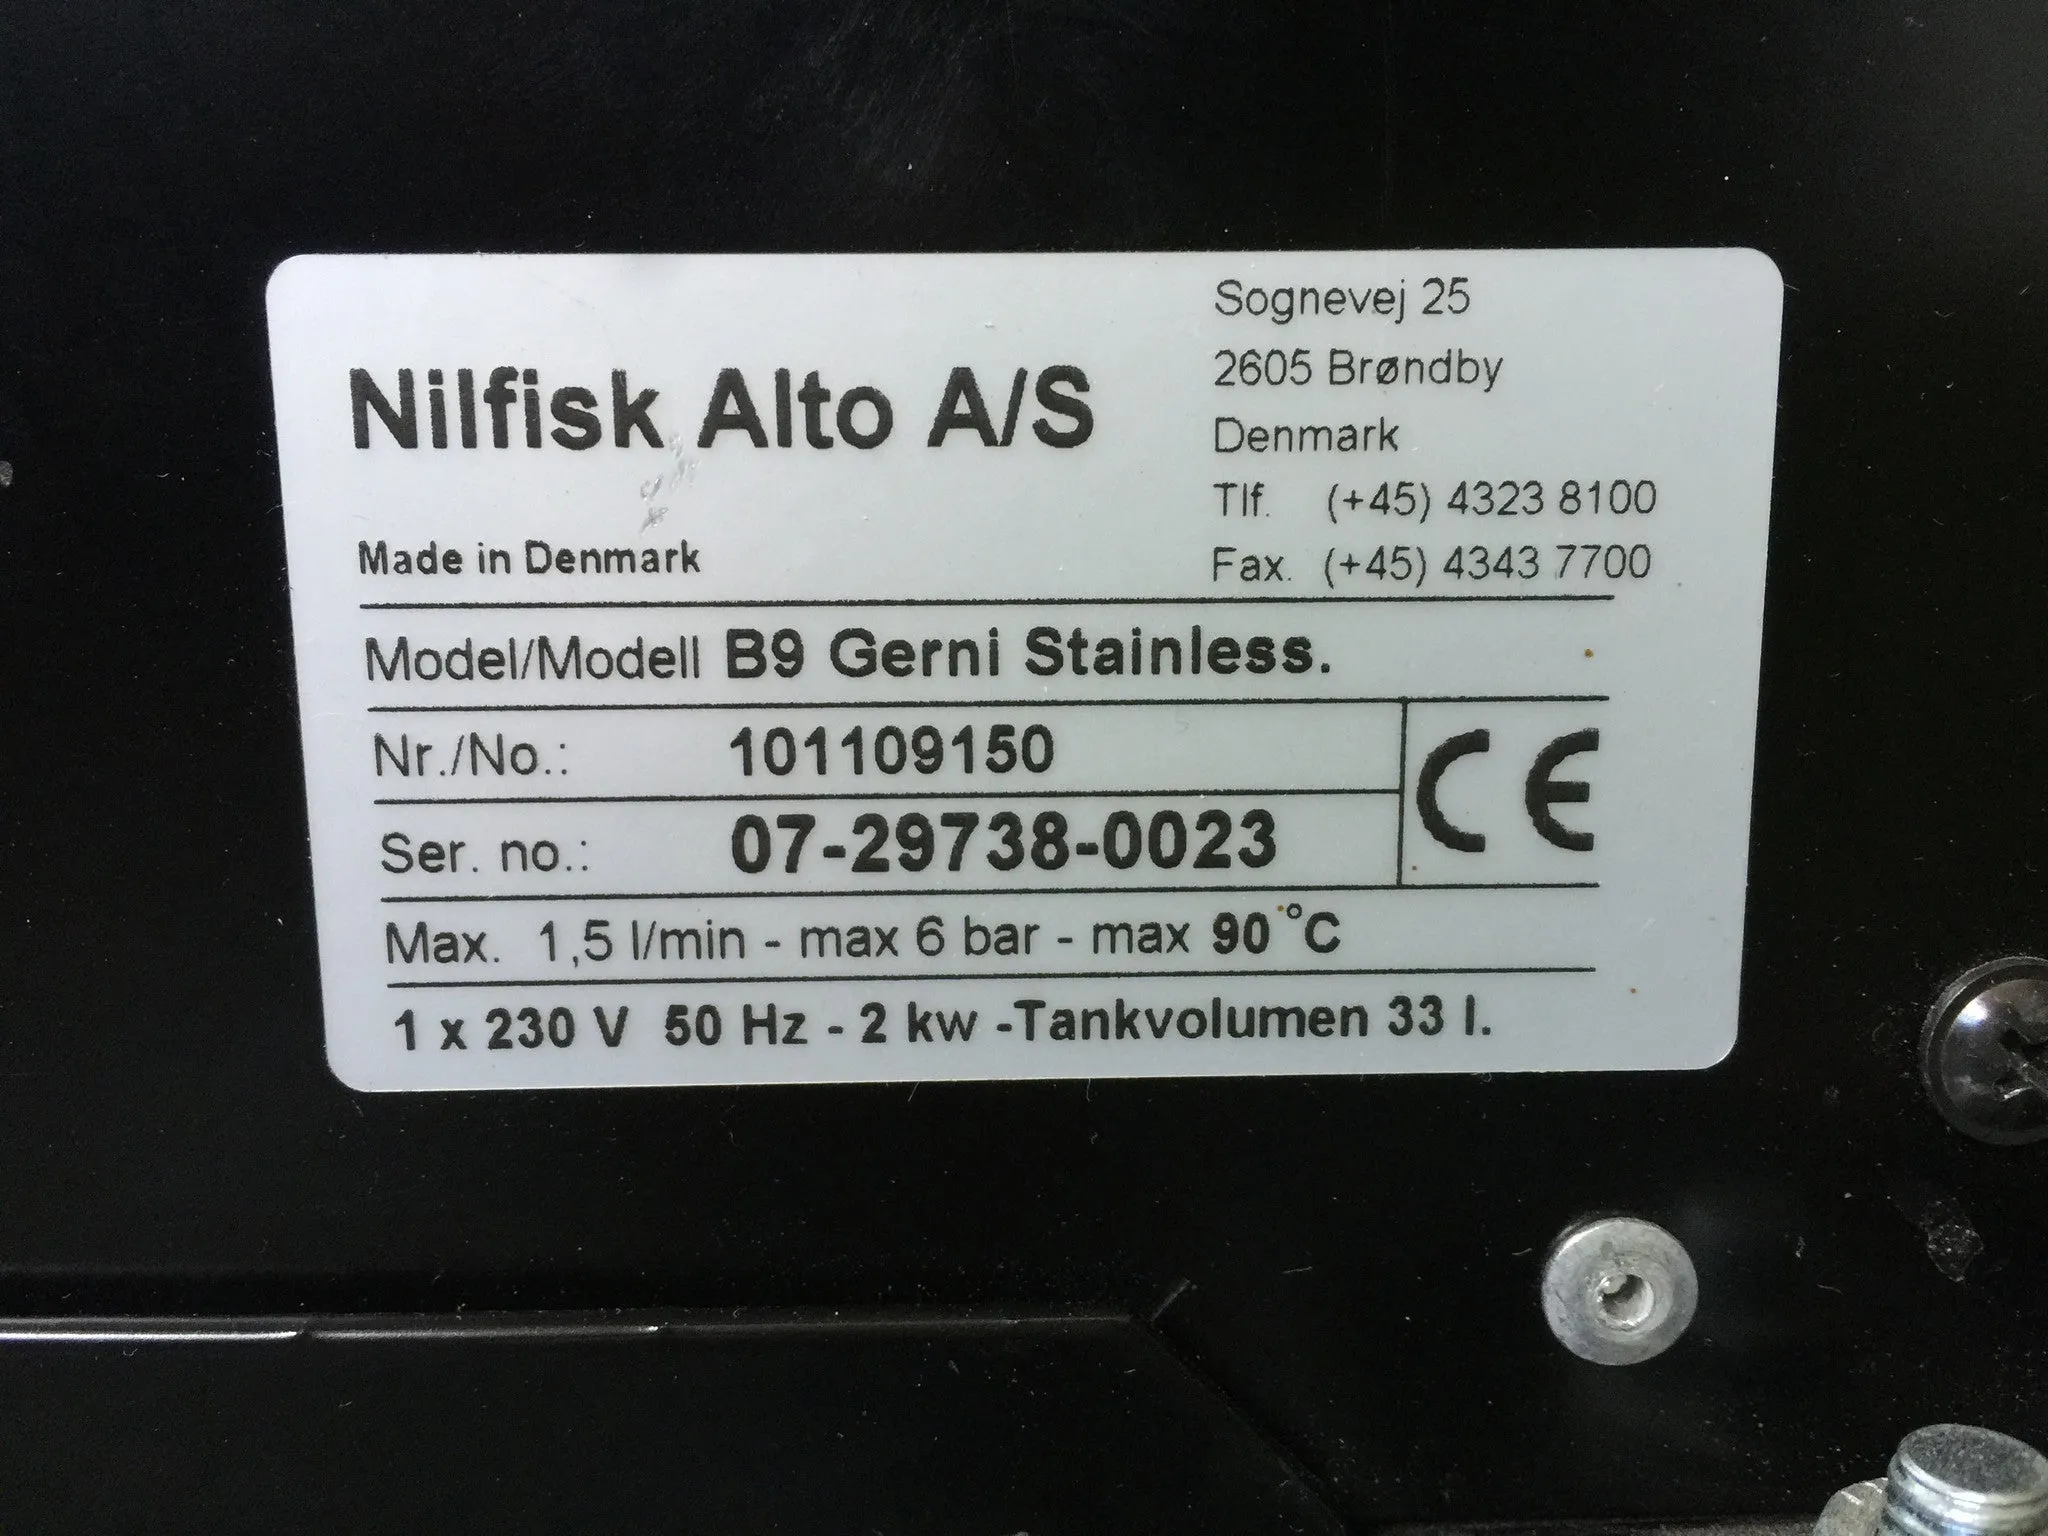 Nilfisk Alto A/S
Made in Denmark
Sognevej 25
2605 Brøndby
Denmark
Tlf. (+45) 4323 8100
Fax. (+45) 4343 7700
Model/Modell B9 Gerni Stainless.
Nr./No.: 101109150
CE
Ser. no.: 07-29738-0023
Max. 1,5 l/min - max 6 bar - max 90 °C
1 x 230 V 50 Hz - 2 kw -Tankvolumen 33 l.